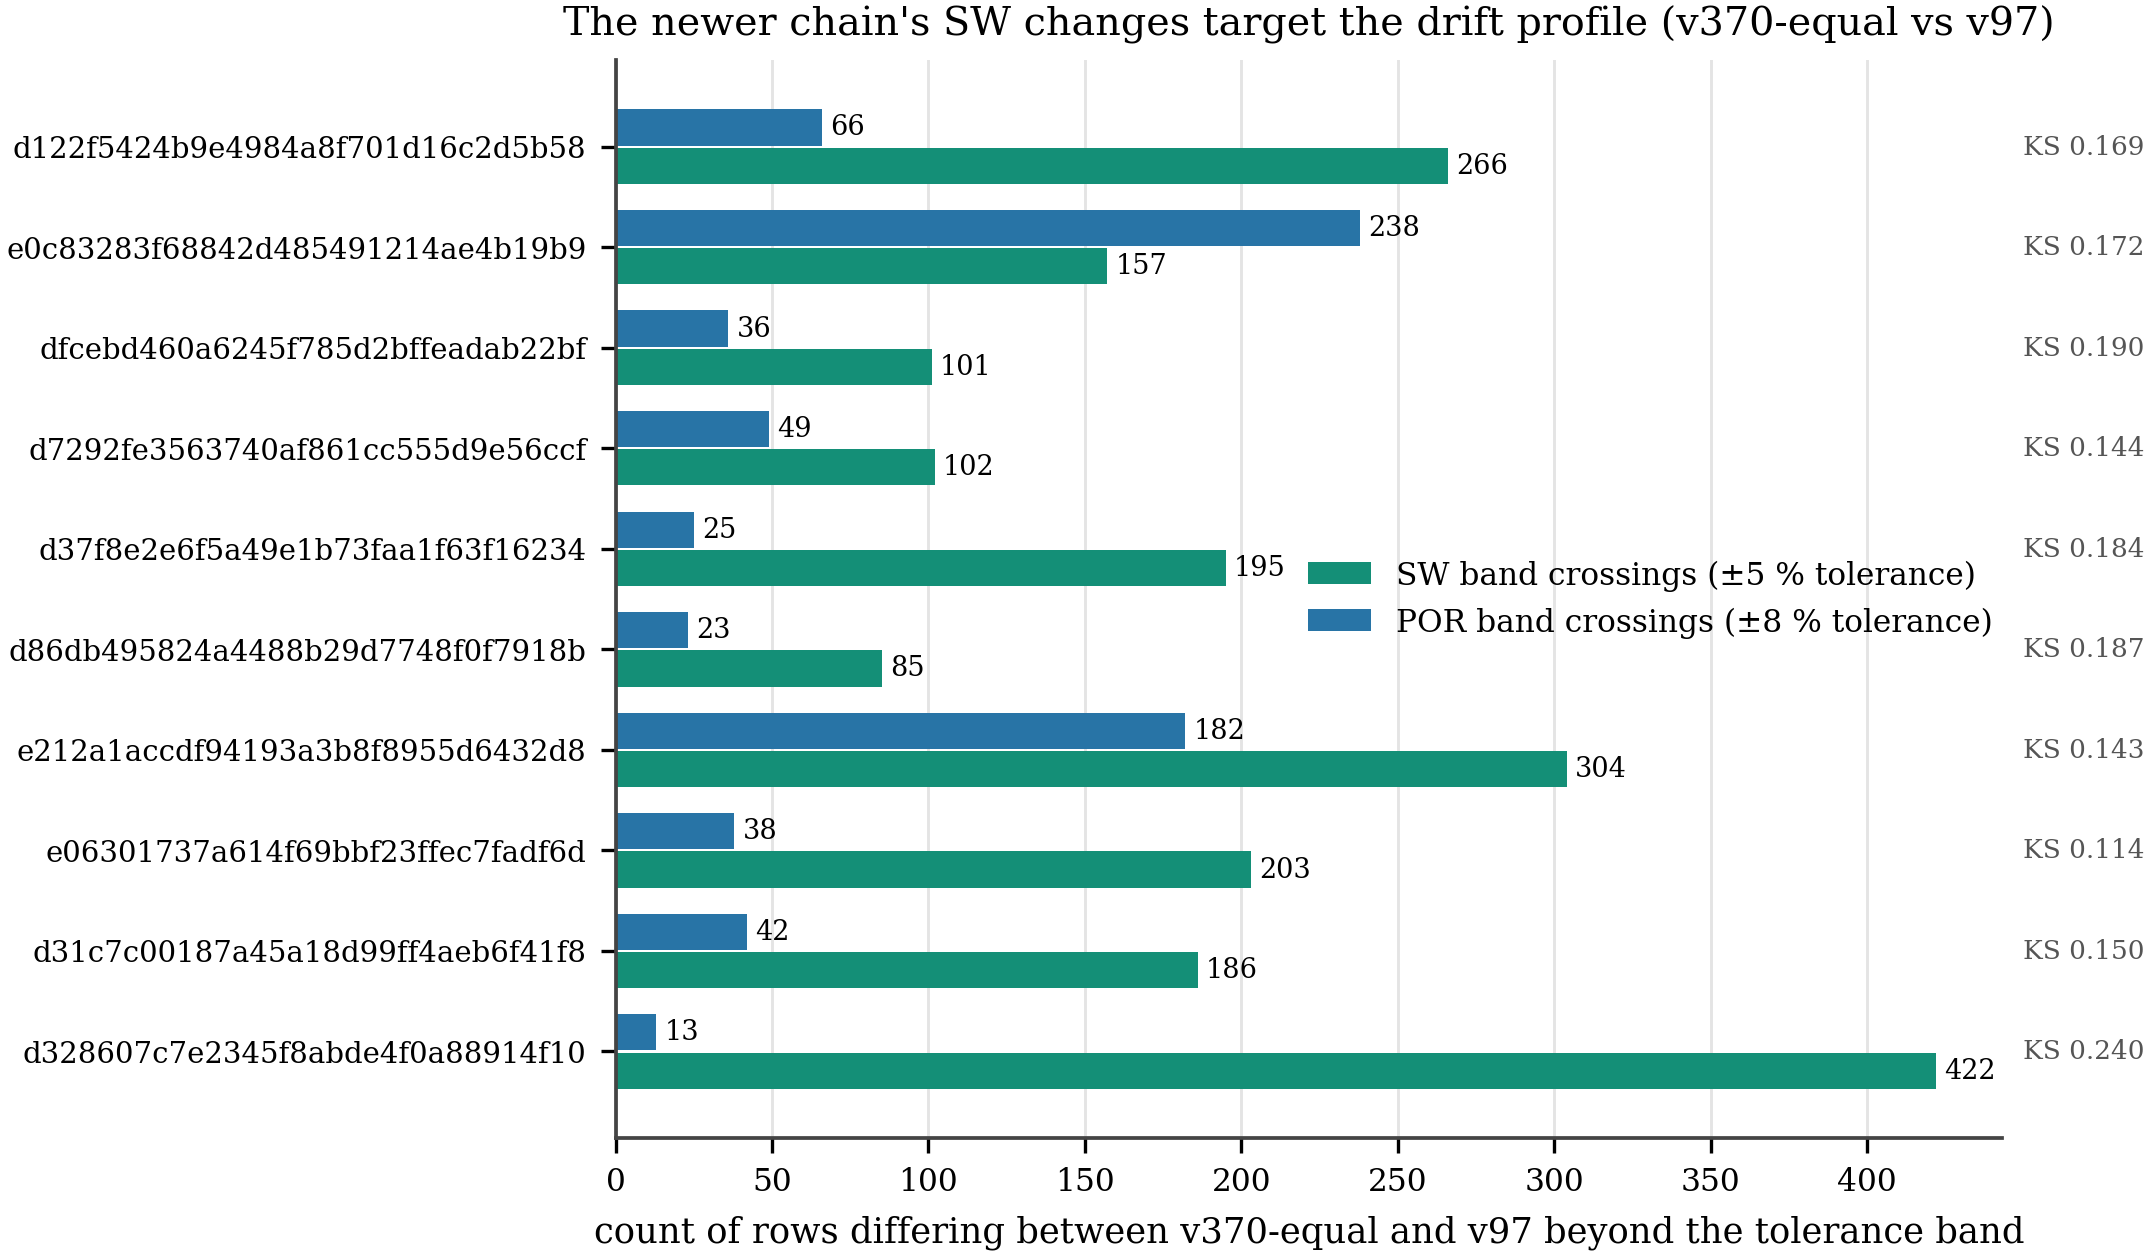 The newer chain's SW changes target the drift profile (v370-equal vs v97)
d122f5424b9e4984a8f701d16c2d5b58 66 266 KS 0.169
e0c83283f68842d485491214ae4b19b9 238 157 KS 0.172
dfcebd460a6245f785d2bffeadab22bf 36 101 KS 0.190
d7292fe3563740af861cc555d9e56ccf 49 102 KS 0.144
d37f8e2e6f5a49e1b73faa1f63f16234 25 195 KS 0.184
SW band crossings (±5 % tolerance)
POR band crossings (±8 % tolerance)
d86db495824a4488b29d7748f0f7918b 23 85 KS 0.187
e212a1accdf94193a3b8f8955d6432d8 182 304 KS 0.143
e06301737a614f69bbf23ffec7fadf6d 38 203 KS 0.114
d31c7c00187a45a18d99ff4aeb6f41f8 42 186 KS 0.150
d328607c7e2345f8abde4f0a88914f10 13 422 KS 0.240
0 50 100 150 200 250 300 350 400
count of rows differing between v370-equal and v97 beyond the tolerance band